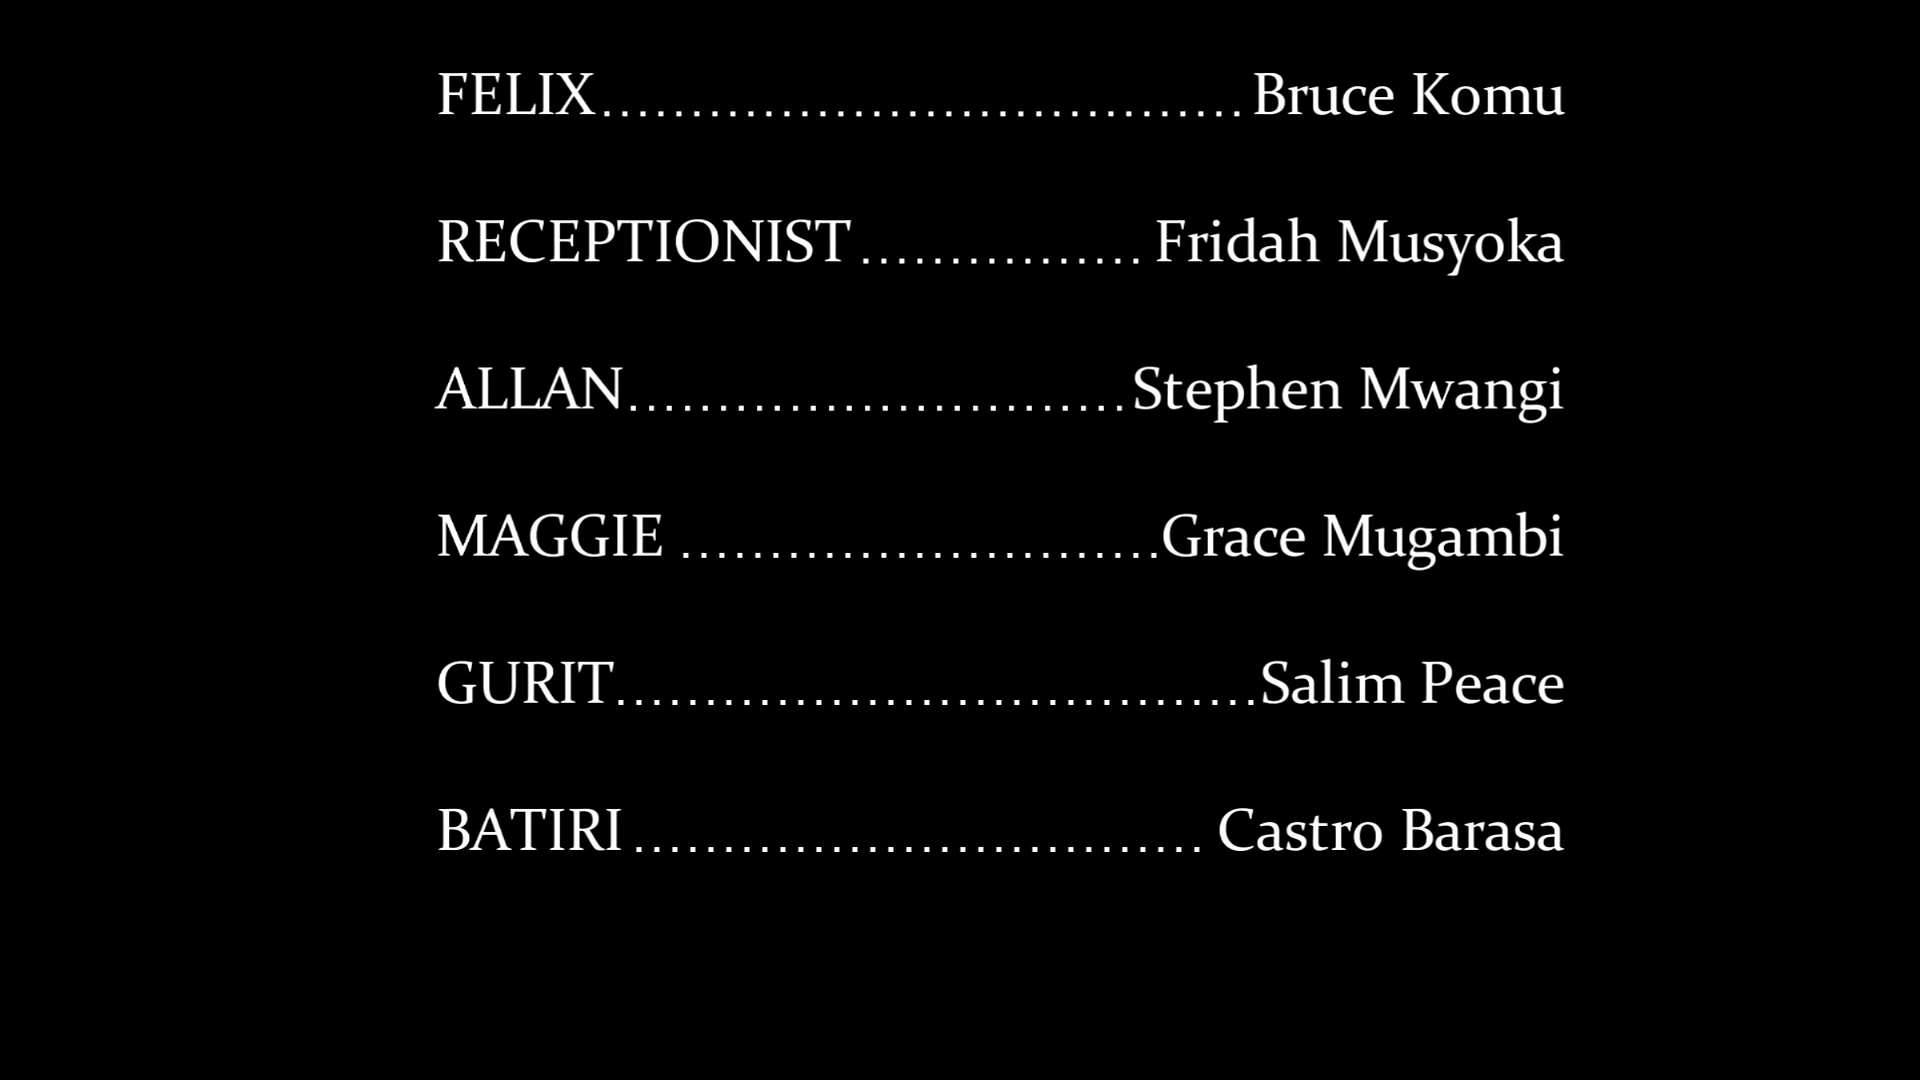 FELIX.................................... Bruce Komu
RECEPTIONIST ................ Fridah Musyoka
ALLAN............................Stephen Mwangi
MAGGIE ...........................Grace Mugambi
GURIT....................................Salim Peace
BATIRI ................................ Castro Barasa